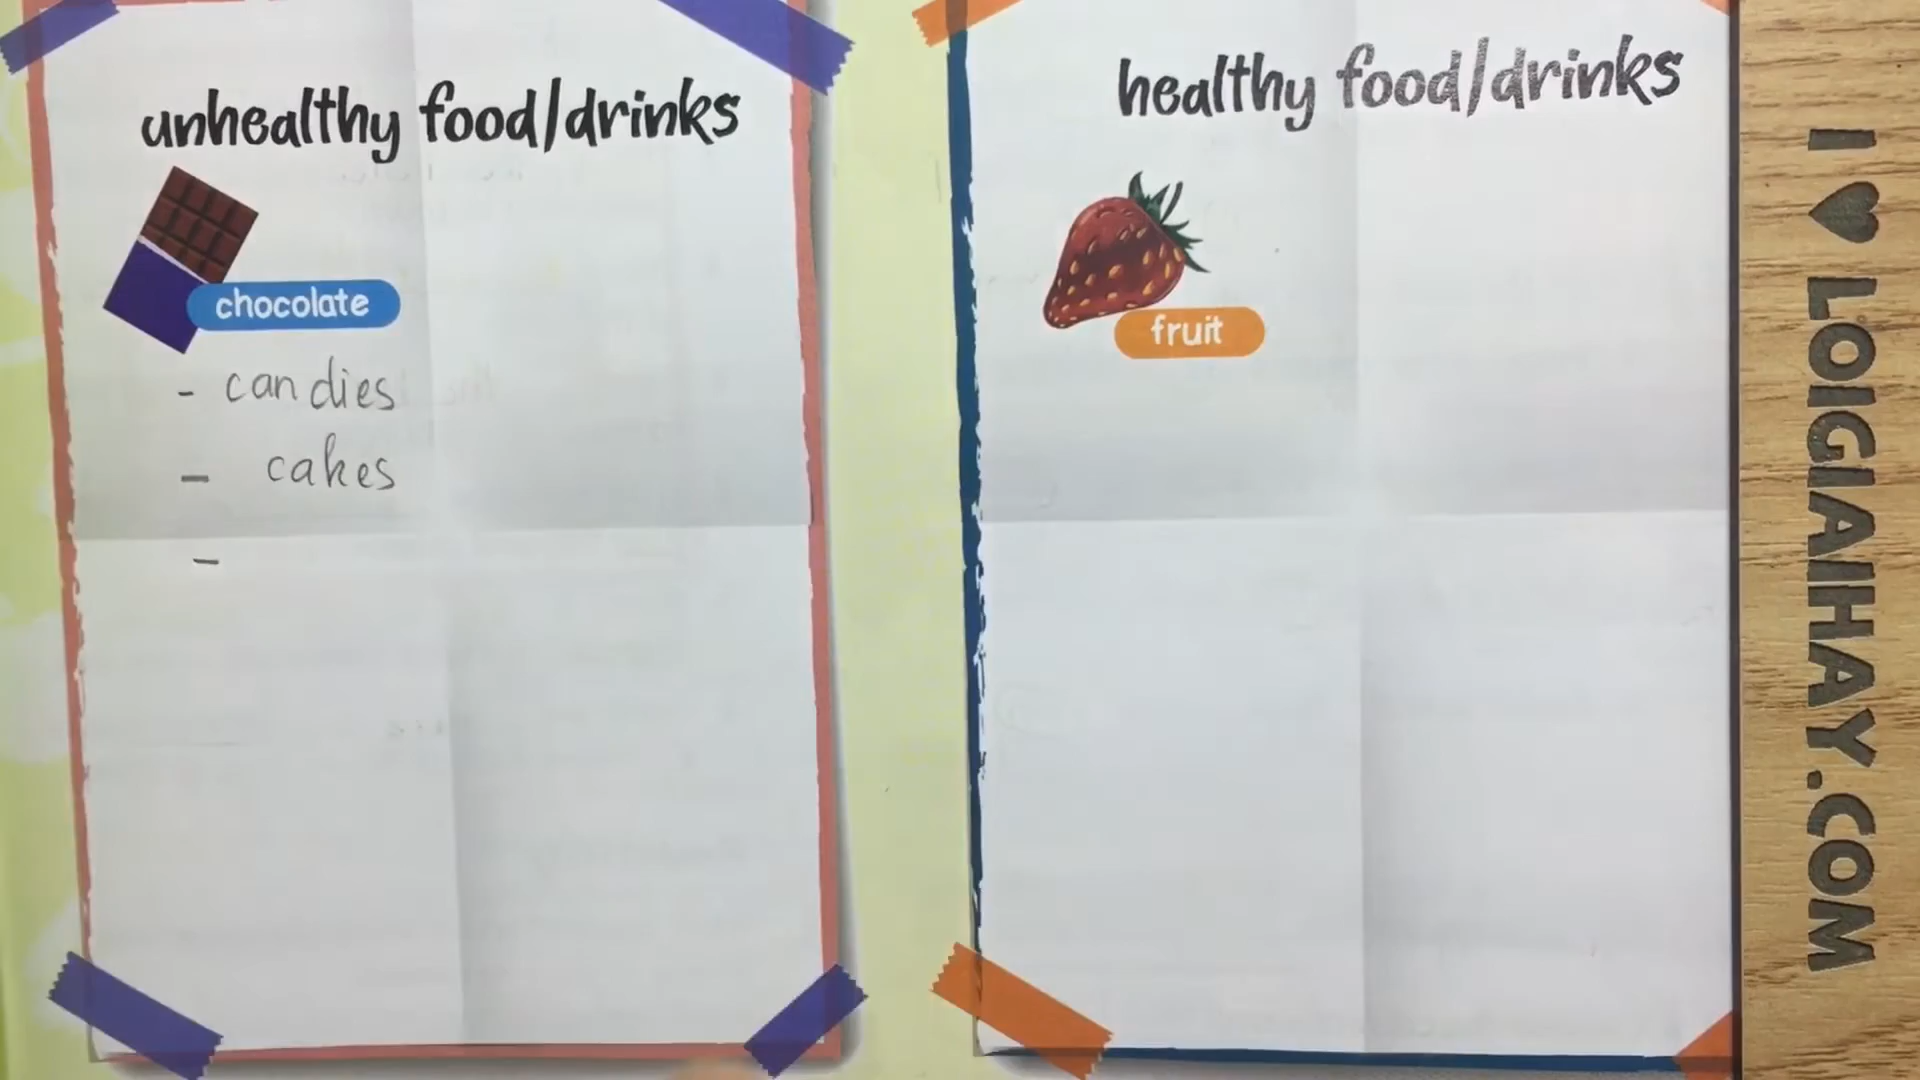 unhealthy food/drinks
chocolate
- candies
- cakes
-
healthy food/drinks
fruit
I ♥ LOIGIAIHAY.COM